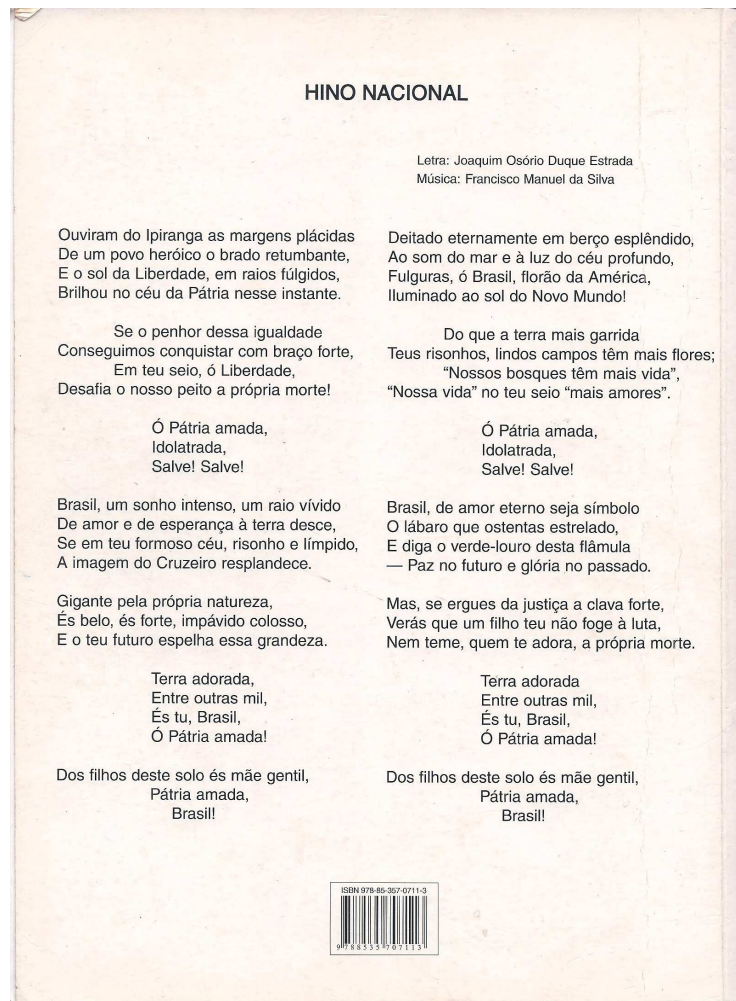 HINO NACIONAL
Letra: Joaquim Osório Duque Estrada
Música: Francisco Manuel da Silva
Ouviram do Ipiranga as margens plácidas
De um povo heróico o brado retumbante,
E o sol da Liberdade, em raios fúlgidos,
Brilhou no céu da Pátria nesse instante.
Se o penhor dessa igualdade
Conseguimos conquistar com braço forte,
Em teu seio, ó Liberdade,
Desafia o nosso peito a própria morte!
Ó Pátria amada,
Idolatrada,
Salve! Salve!
Brasil, um sonho intenso, um raio vívido
De amor e de esperança à terra desce,
Se em teu formoso céu, risonho e límpido,
A imagem do Cruzeiro resplandece.
Gigante pela própria natureza,
És belo, és forte, impávido colosso,
E o teu futuro espelha essa grandeza.
Terra adorada,
Entre outras mil,
És tu, Brasil,
Ó Pátria amada!
Dos filhos deste solo és mãe gentil,
Pátria amada,
Brasil!
Deitado eternamente em berço esplêndido,
Ao som do mar e à luz do céu profundo,
Fulguras, ó Brasil, florão da América,
Iluminado ao sol do Novo Mundo!
Do que a terra mais garrida
Teus risonhos, lindos campos têm mais flores;
“Nossos bosques têm mais vida”,
“Nossa vida” no teu seio “mais amores”.
Ó Pátria amada,
Idolatrada,
Salve! Salve!
Brasil, de amor eterno seja símbolo
O lábaro que ostentas estrelado,
E diga o verde-louro desta flâmula
— Paz no futuro e glória no passado.
Mas, se ergues da justiça a clava forte,
Verás que um filho teu não foge à luta,
Nem teme, quem te adora, a própria morte.
Terra adorada
Entre outras mil,
És tu, Brasil,
Ó Pátria amada!
Dos filhos deste solo és mãe gentil,
Pátria amada,
Brasil!
ISBN 978-85-357-0711-3
9 788535 707113